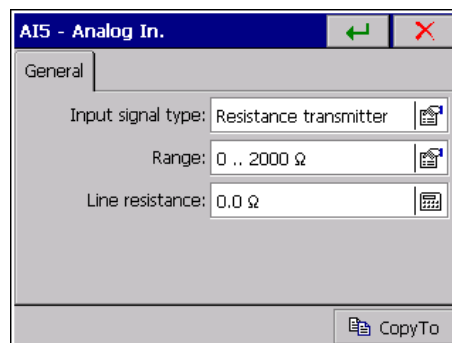 AI5 - Analog In.
General
Input signal type: Resistance transmitter
Range: 0 .. 2000 Ω
Line resistance: 0.0 Ω
CopyTo